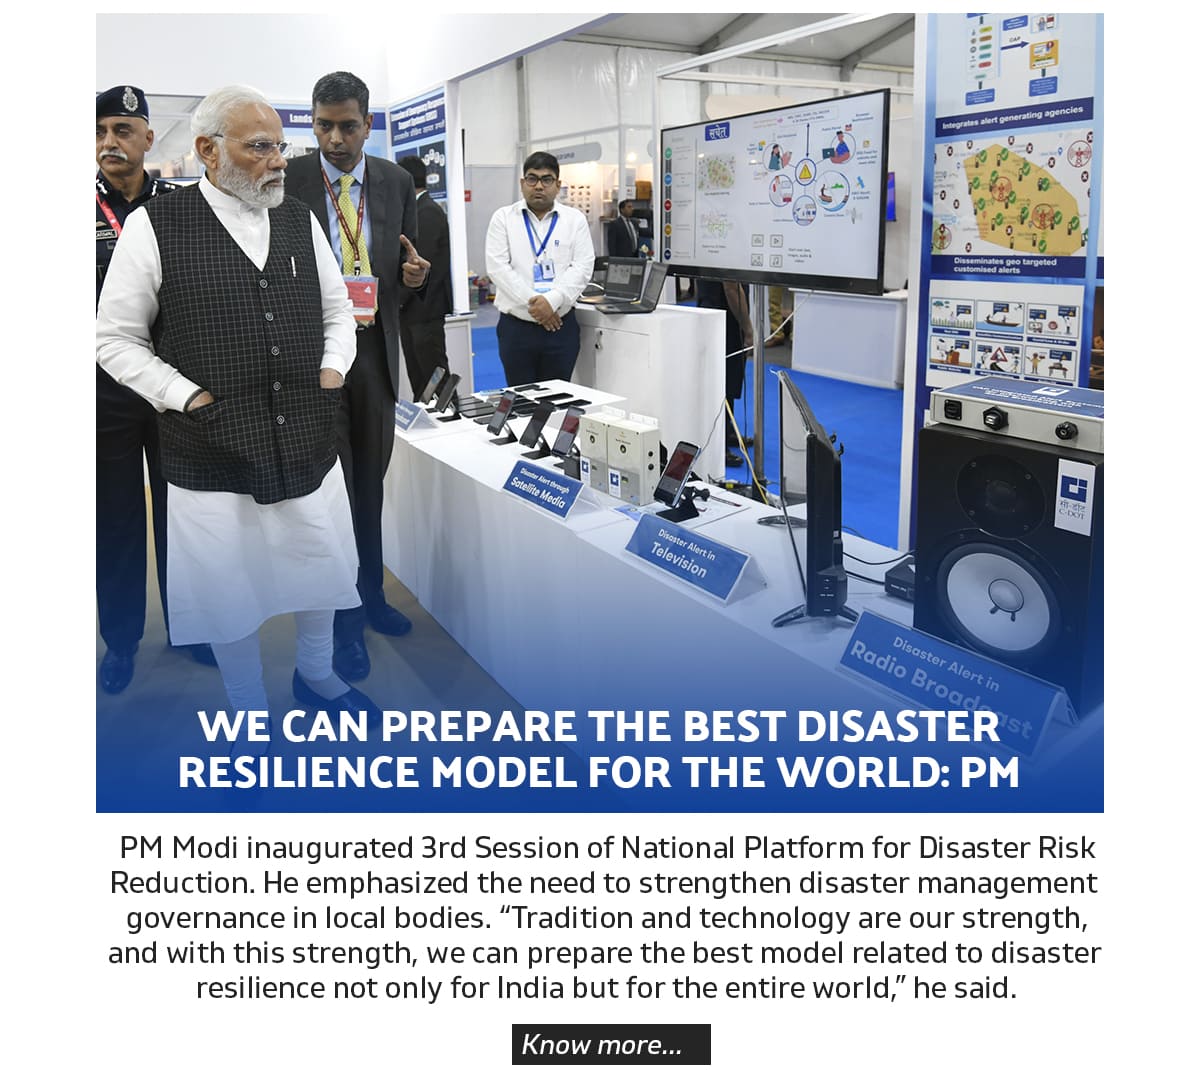 Integrates alert generating agencies
Disseminates geo targeted
customised alerts
सचेत
CAP
Disaster Alert through
Satellite Media
Disaster Alert in
Television
Disaster Alert in
Radio Broadcast
सी-डॉट
C-DOT
WE CAN PREPARE THE BEST DISASTER
RESILIENCE MODEL FOR THE WORLD: PM
PM Modi inaugurated 3rd Session of National Platform for Disaster Risk
Reduction. He emphasized the need to strengthen disaster management
governance in local bodies. “Tradition and technology are our strength,
and with this strength, we can prepare the best model related to disaster
resilience not only for India but for the entire world,” he said.
Know more...